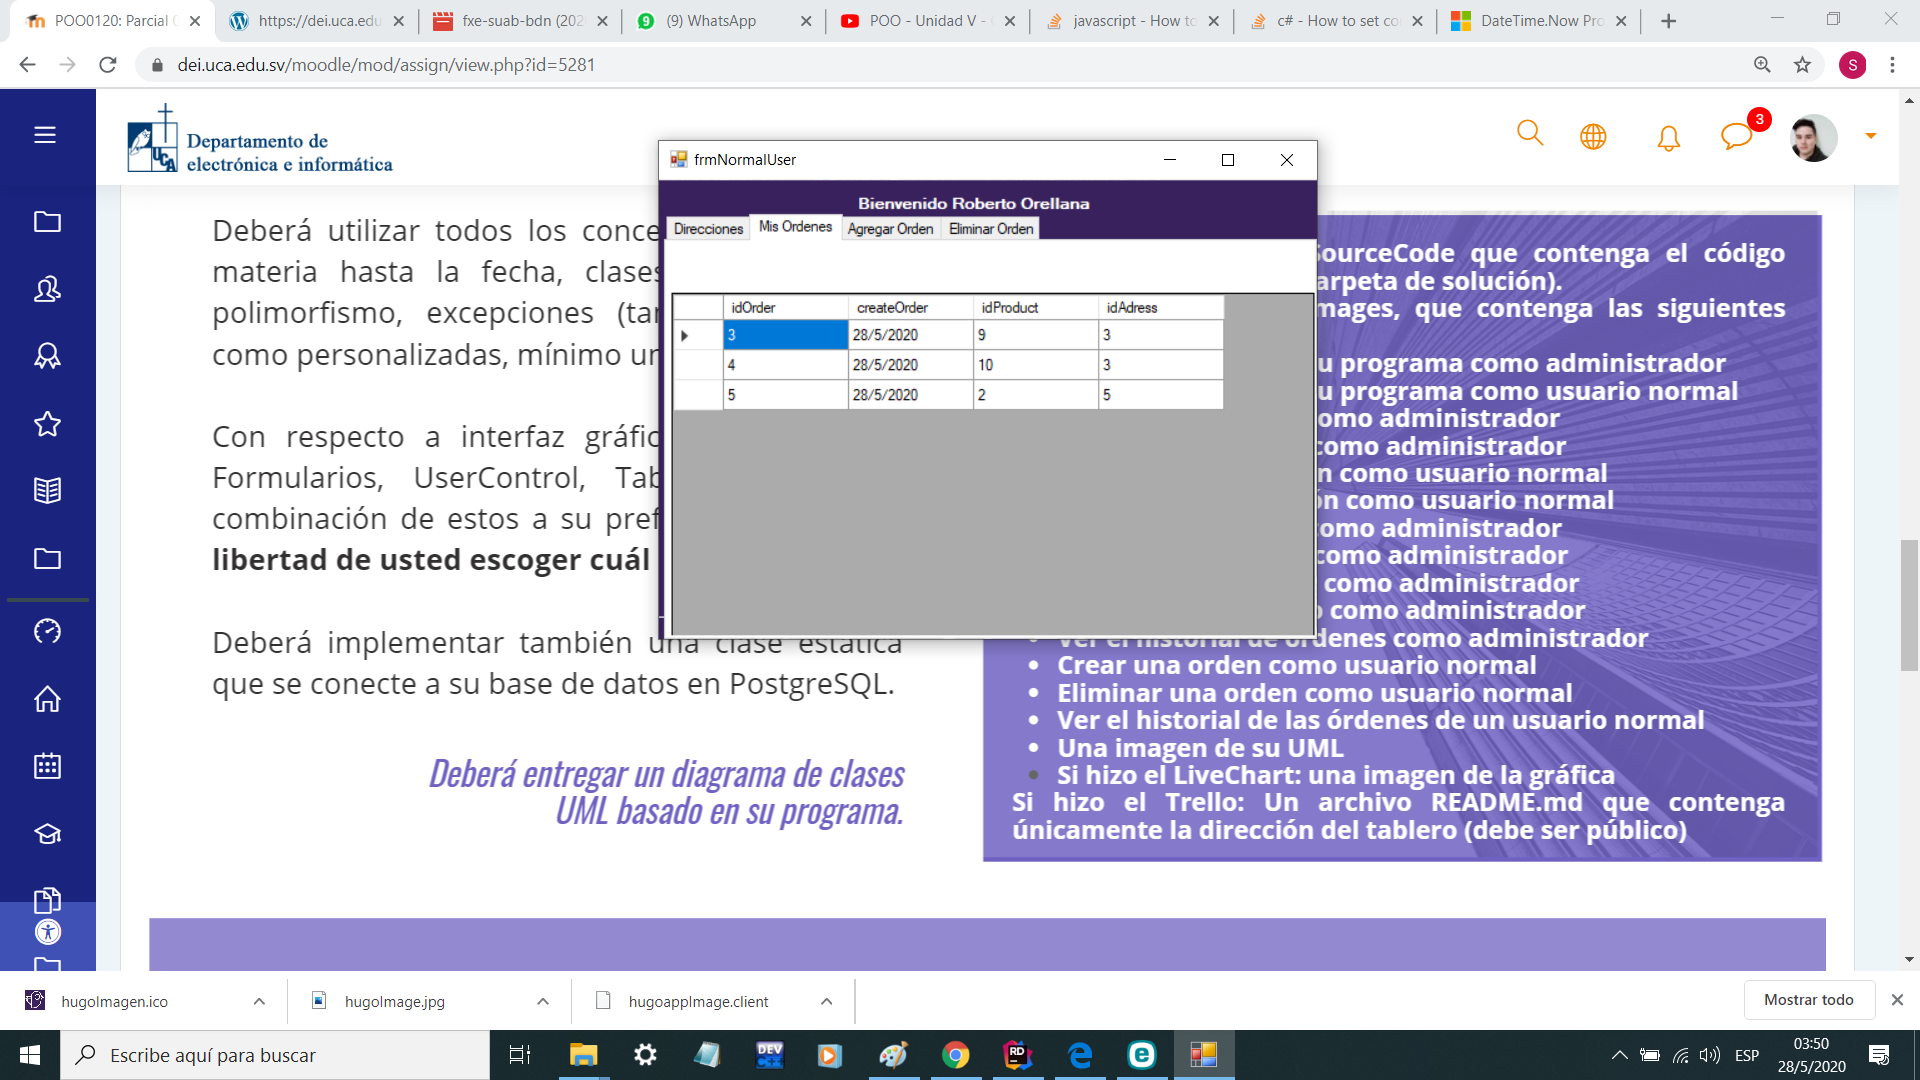 POO0120: Parcial
https://dei.uca.edu
fxe-suab-bdn (202
(9) WhatsApp
POO - Unidad V -
javascript - How to
c# - How to set co
DateTime.Now Pro
dei.uca.edu.sv/moodle/mod/assign/view.php?id=5281
S
UCA
Departamento de
electrónica e informática
3
frmNormalUser
Bienvenido Roberto Orellana
Direcciones Mis Ordenes Agregar Orden Eliminar Orden
idOrder createOrder idProduct idAdress
3 28/5/2020 9 3
4 28/5/2020 10 3
5 28/5/2020 2 5
Deberá utilizar todos los conce
materia hasta la fecha, clases
polimorfismo, excepciones (tar
como personalizadas, mínimo un
Con respecto a interfaz gráfic
Formularios, UserControl, Tab
combinación de estos a su pref
libertad de usted escoger cuál
Deberá implementar también una clase estática
que se conecte a su base de datos en PostgreSQL.
Deberá entregar un diagrama de clases
UML basado en su programa.
SourceCode que contenga el código
arpeta de solución).
mages, que contenga las siguientes
u programa como administrador
u programa como usuario normal
omo administrador
como administrador
n como usuario normal
ón como usuario normal
omo administrador
como administrador
como administrador
o como administrador
Ver el historial de órdenes como administrador
• Crear una orden como usuario normal
• Eliminar una orden como usuario normal
• Ver el historial de las órdenes de un usuario normal
• Una imagen de su UML
• Si hizo el LiveChart: una imagen de la gráfica
Si hizo el Trello: Un archivo README.md que contenga
únicamente la dirección del tablero (debe ser público)
hugoImagen.ico
hugoImage.jpg
hugoappImage.client
Mostrar todo
Escribe aquí para buscar
DEV
C++
RD
ESP
03:50
28/5/2020